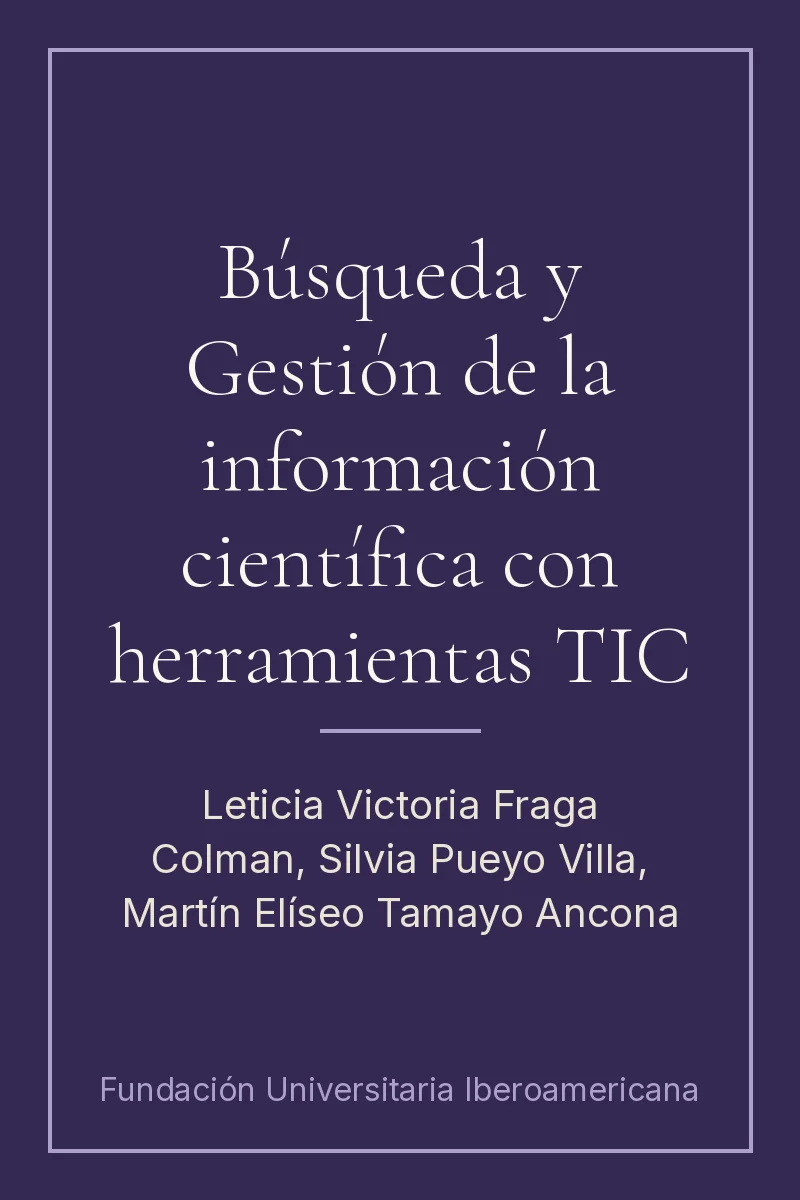 Búsqueda y
Gestión de la
información
científica con
herramientas TIC
Leticia Victoria Fraga
Colman, Silvia Pueyo Villa,
Martín Elíseo Tamayo Ancona
Fundación Universitaria Iberoamericana